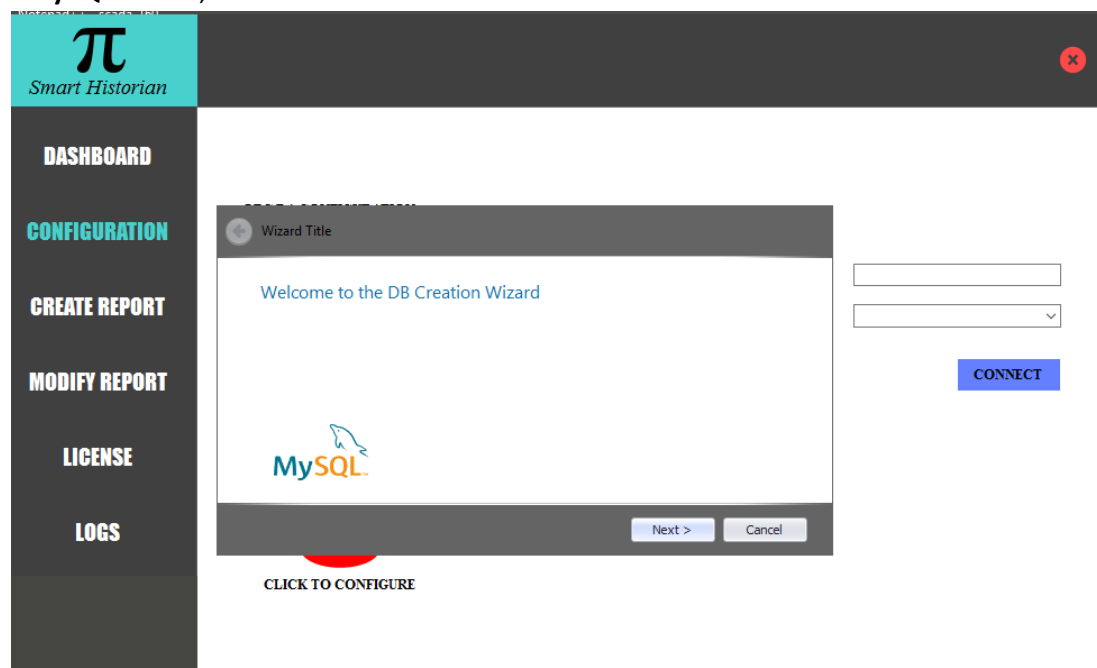 π
Smart Historian
DASHBOARD
CONFIGURATION
Wizard Title
Welcome to the DB Creation Wizard
CREATE REPORT
MODIFY REPORT
CONNECT
LICENSE
MySQL
LOGS
Next > Cancel
CLICK TO CONFIGURE